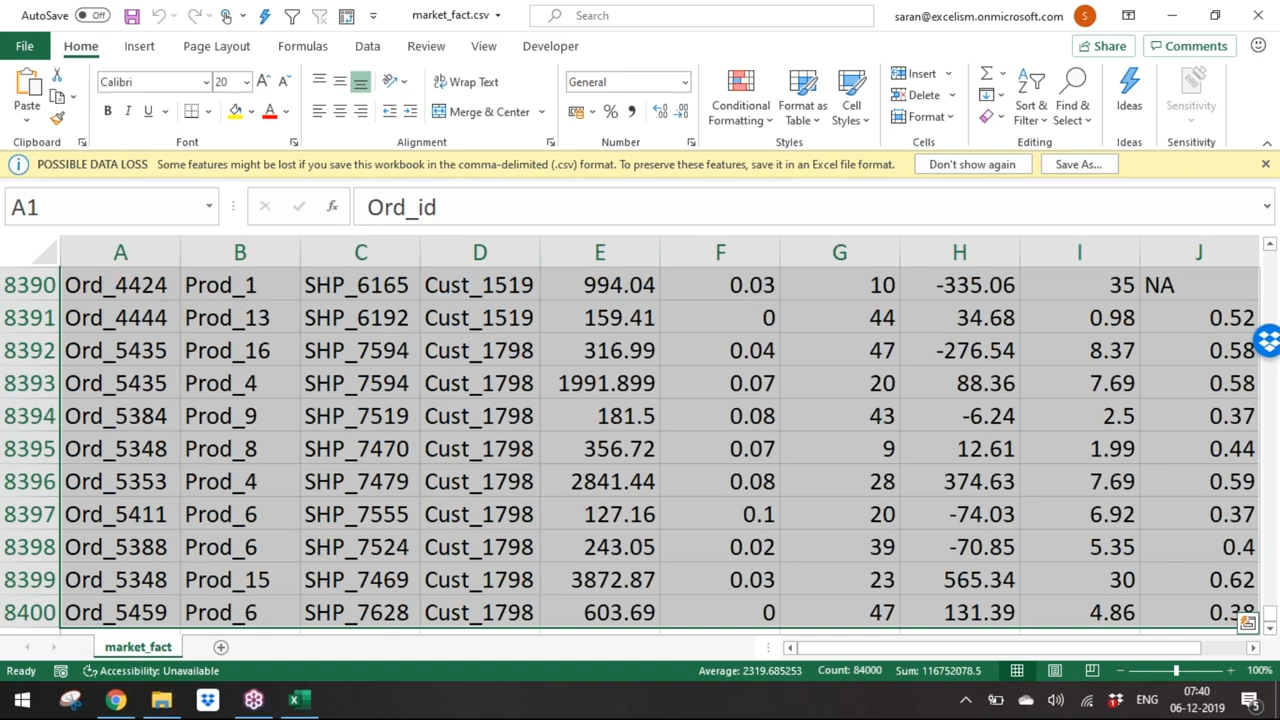 AutoSave Off market_fact.csv Search saran@excelism.onmicrosoft.com S
File Home Insert Page Layout Formulas Data Review View Developer Share Comments
Paste Calibri 20 Wrap Text General Conditional Formatting Format as Table Cell Styles Insert Sort & Filter Find & Select Ideas Sensitivity
B I U Merge & Center % Delete
Format
Clipboard Font Alignment Number Styles Cells Editing Ideas Sensitivity
POSSIBLE DATA LOSS Some features might be lost if you save this workbook in the comma-delimited (.csv) format. To preserve these features, save it in an Excel file format. Don't show again Save As...
A1 fx Ord_id
A B C D E F G H I J
8390 Ord_4424 Prod_1 SHP_6165 Cust_1519 994.04 0.03 10 -335.06 35 NA
8391 Ord_4444 Prod_13 SHP_6192 Cust_1519 159.41 0 44 34.68 0.98 0.52
8392 Ord_5435 Prod_16 SHP_7594 Cust_1798 316.99 0.04 47 -276.54 8.37 0.58
8393 Ord_5435 Prod_4 SHP_7594 Cust_1798 1991.899 0.07 20 88.36 7.69 0.58
8394 Ord_5384 Prod_9 SHP_7519 Cust_1798 181.5 0.08 43 -6.24 2.5 0.37
8395 Ord_5348 Prod_8 SHP_7470 Cust_1798 356.72 0.07 9 12.61 1.99 0.44
8396 Ord_5353 Prod_4 SHP_7479 Cust_1798 2841.44 0.08 28 374.63 7.69 0.59
8397 Ord_5411 Prod_6 SHP_7555 Cust_1798 127.16 0.1 20 -74.03 6.92 0.37
8398 Ord_5388 Prod_6 SHP_7524 Cust_1798 243.05 0.02 39 -70.85 5.35 0.4
8399 Ord_5348 Prod_15 SHP_7469 Cust_1798 3872.87 0.03 23 565.34 30 0.62
8400 Ord_5459 Prod_6 SHP_7628 Cust_1798 603.69 0 47 131.39 4.86 0.38
market_fact
Ready Accessibility: Unavailable Average: 2319.685253 Count: 84000 Sum: 116752078.5 100%
ENG 07:40
06-12-2019 5